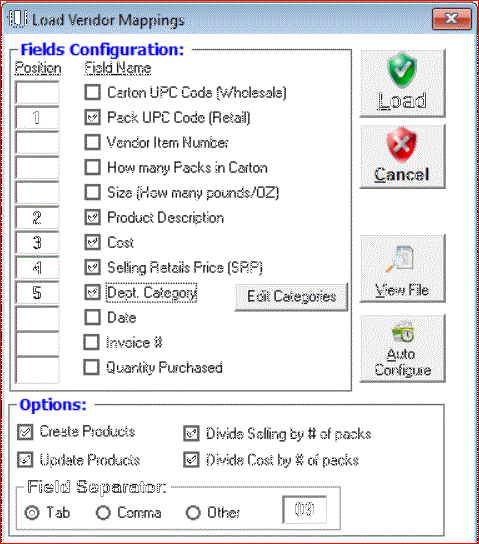 Load Vendor Mappings
Fields Configuration:
Position Field Name
Carton UPC Code (Wholesale)
1 Pack UPC Code (Retail)
Vendor Item Number
How many Packs in Carton
Size (How many pounds/OZ)
2 Product Description
3 Cost
4 Selling Retails Price (SRP)
5 Dept. Category
Edit Categories
Date
Invoice #
Quantity Purchased
Load
Cancel
View File
Auto
Configure
Options:
Create Products Divide Selling by # of packs
Update Products Divide Cost by # of packs
Field Separator:
Tab Comma Other 09